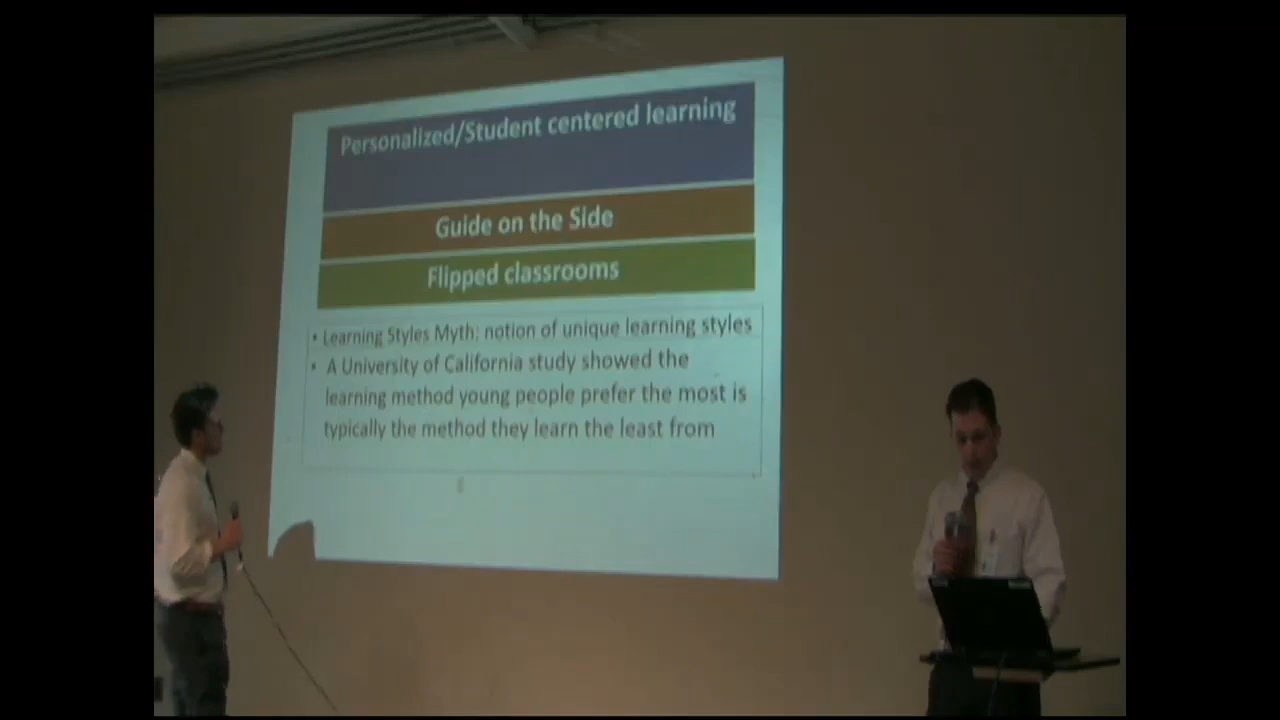 Personalized/Student centered learning
Guide on the Side
Flipped classrooms
• Learning Styles Myth; notion of unique learning styles
• A University of California study showed the
learning method young people prefer the most is
typically the method they learn the least from